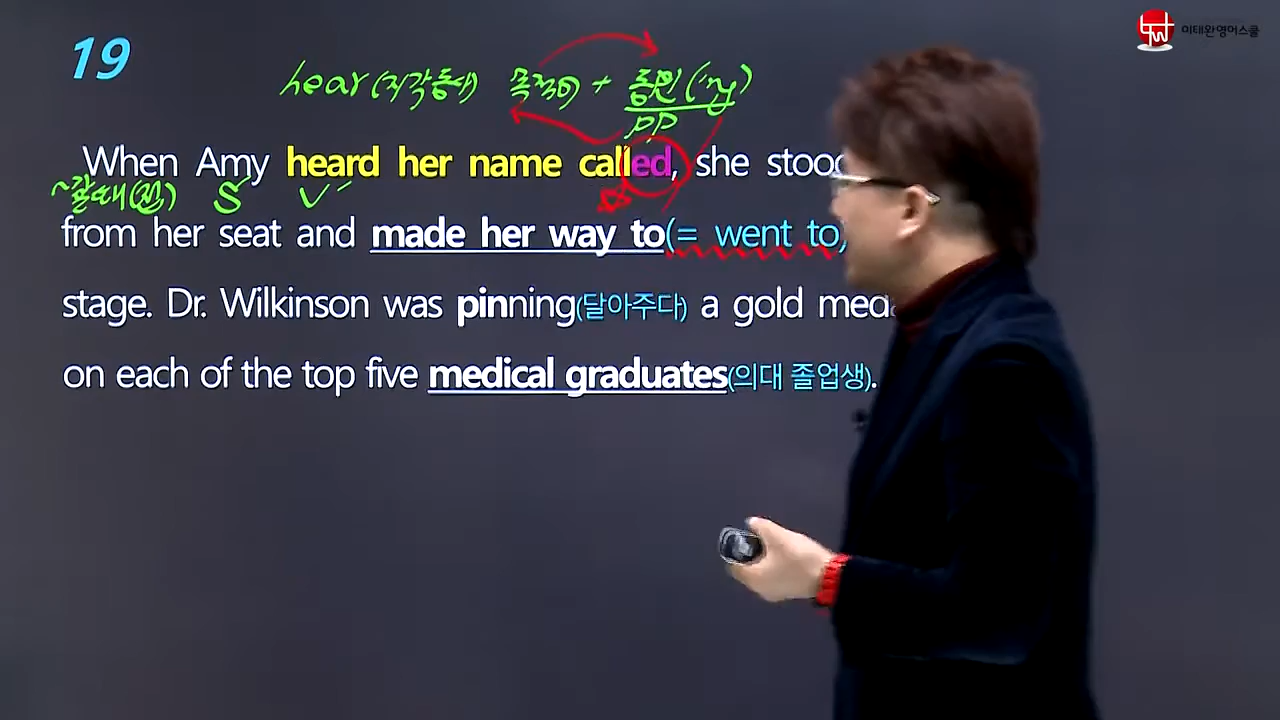 19
이태완영어스쿨
hear(지각동사 목적어 + 동원(ing)
pp
When Amy heard her name called, she stood
~할때(접) S V
from her seat and made her way to(= went to)
stage. Dr. Wilkinson was pinning(달아주다) a gold meda
on each of the top five medical graduates(의대 졸업생).